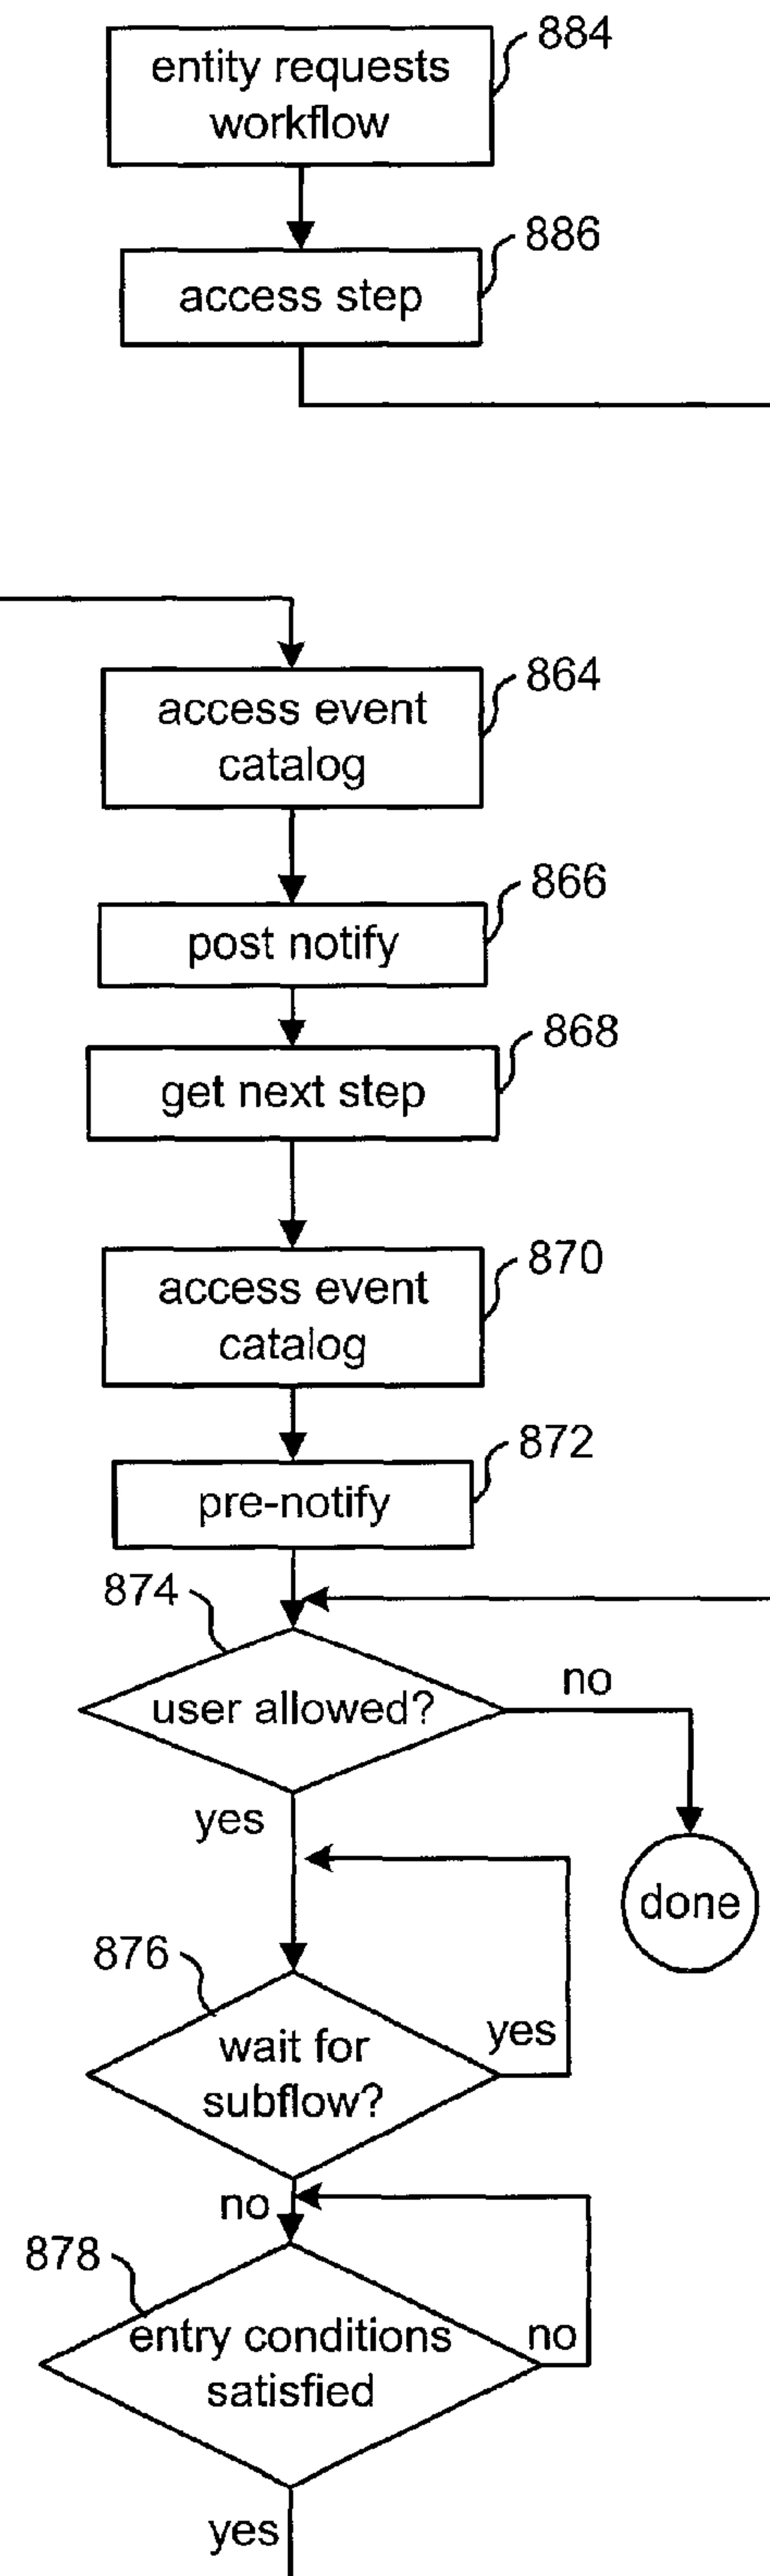 884
entity requests
workflow
886
access step
864
access event
catalog
866
post notify
868
get next step
870
access event
catalog
872
pre-notify
874
user allowed?
no
yes
done
876
wait for
subflow?
yes
no
878
entry conditions
satisfied
no
yes